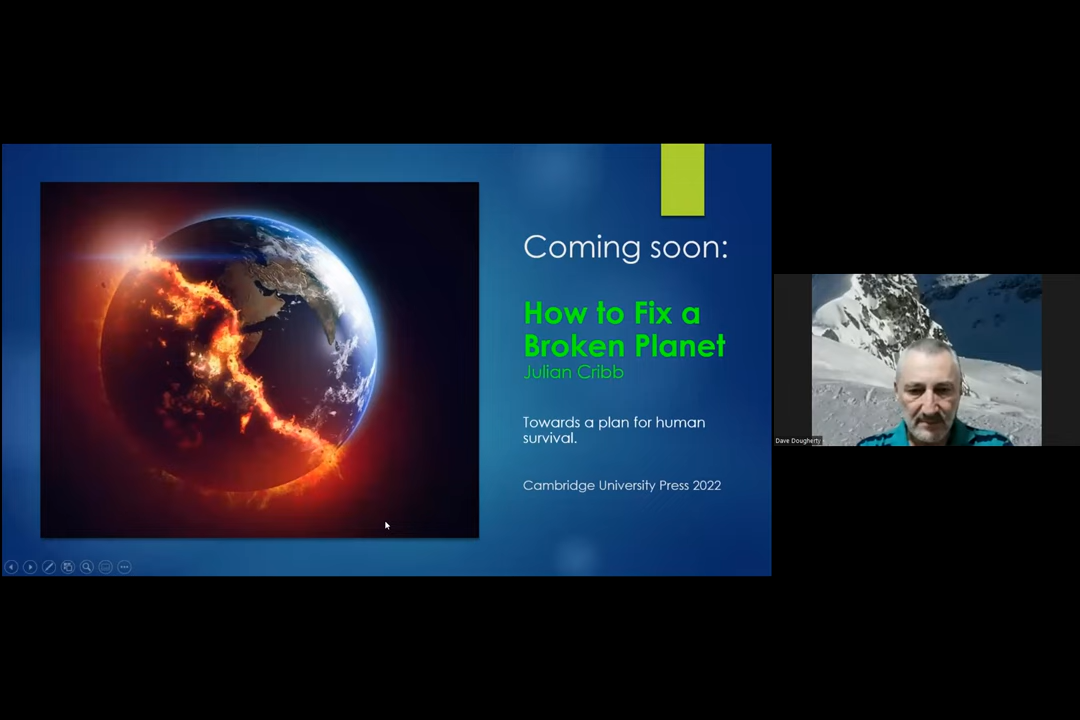 Coming soon:
How to Fix a
Broken Planet
Julian Cribb
Towards a plan for human
survival.
Cambridge University Press 2022
Dave Dougherty